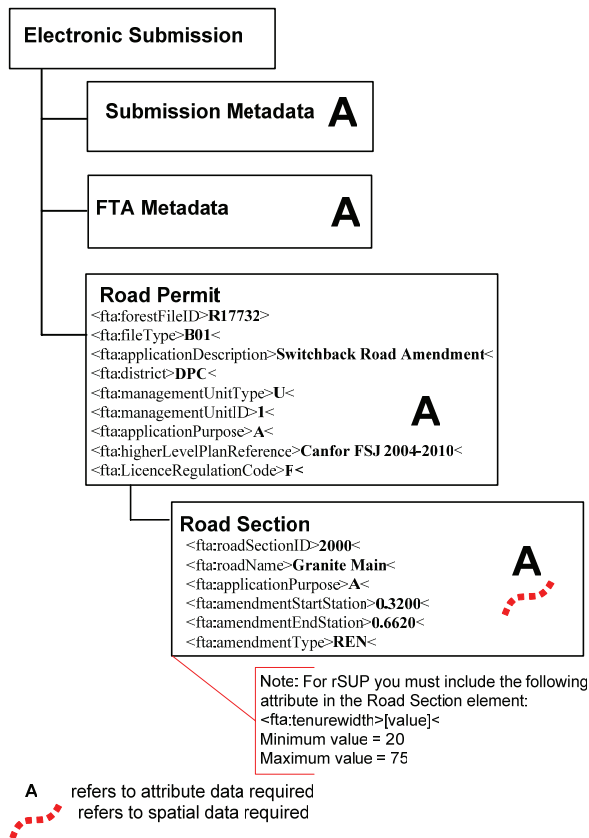 Electronic Submission
Submission Metadata A
FTA Metadata A
Road Permit
<fta:forestFileID>R17732>
<fta:fileType>B01<
<fta:applicationDescription>Switchback Road Amendment<
<fta:district>DPC<
<fta:managementUnitType>U<
<fta:managementUnitID>1<
<fta:applicationPurpose>A<
<fta:higherLevelPlanReference>Canfor FSJ 2004-2010<
<fta:LicenceRegulationCode>F<
A
Road Section
<fta:roadSectionID>2000<
<fta:roadName>Granite Main<
<fta:applicationPurpose>A<
<fta:amendmentStartStation>0.3200<
<fta:amendmentEndStation>0.6620<
<fta:amendmentType>REN<
A
Note: For rSUP you must include the following
attribute in the Road Section element:
<fta:tenurewidth>[value]<
Minimum value = 20
Maximum value = 75
A refers to attribute data required
refers to spatial data required